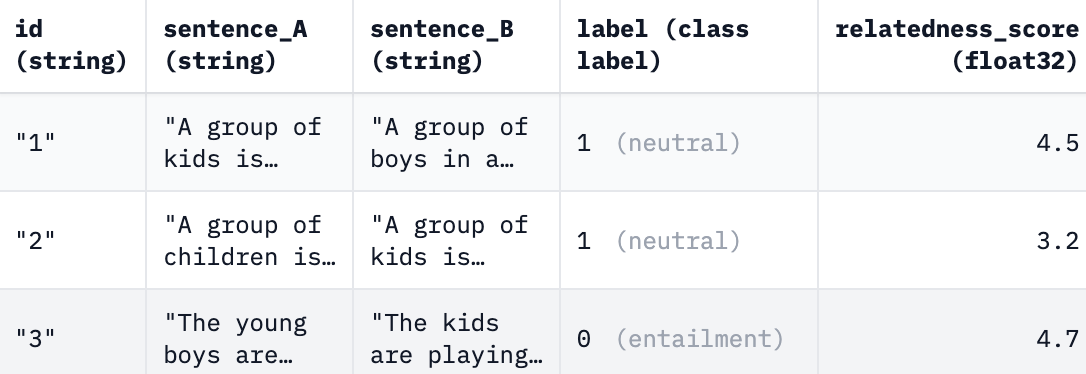 id (string) sentence_A (string) sentence_B (string) label (class label) relatedness_score (float32)
"1" "A group of kids is… "A group of boys in a… 1 (neutral) 4.5
"2" "A group of children is… "A group of kids is… 1 (neutral) 3.2
"3" "The young boys are… "The kids are playing… 0 (entailment) 4.7